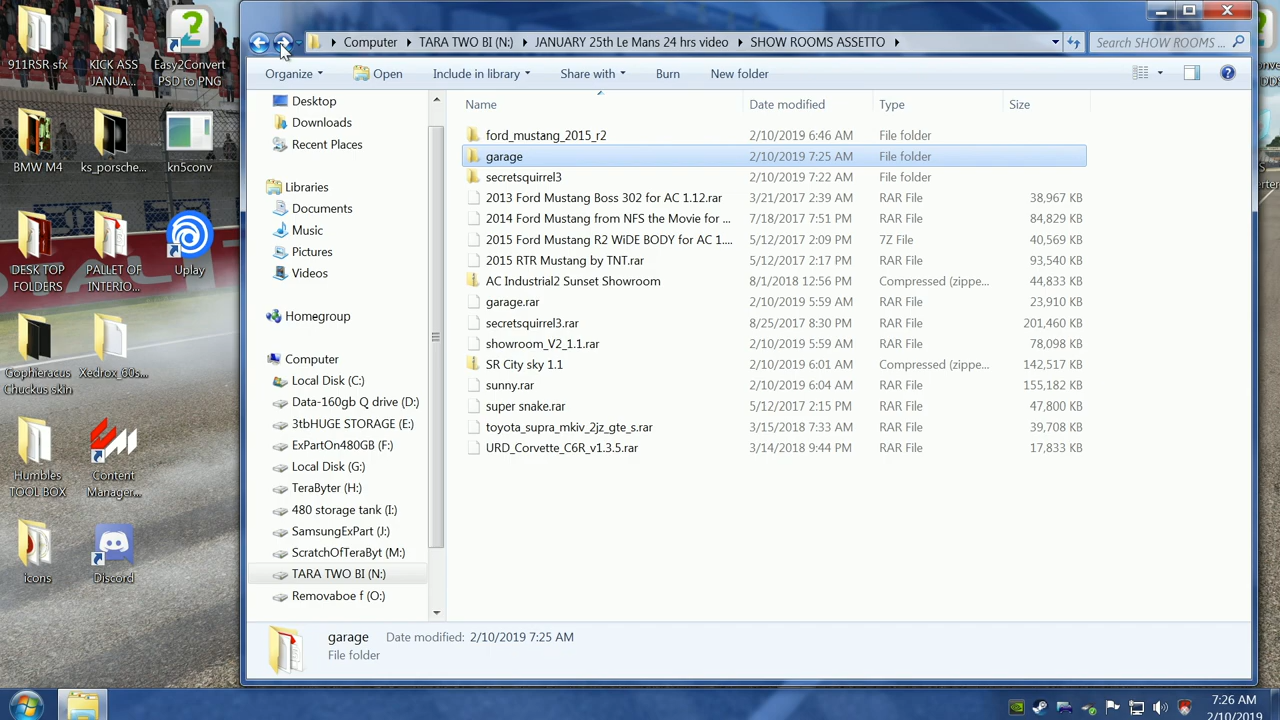 911RSR sfx
KICK ASS
JANUA...
Easy2Convert
PSD to PNG
BMW M4
ks_porsche...
kn5conv
DESK TOP
FOLDERS
PALLET OF
INTERIO...
Uplay
Gophieracus
Chuckus skin
Xedrox_60s...
Humbles
TOOL BOX
Content
Manager...
icons
Discord
Computer
TARA TWO BI (N:)
JANUARY 25th Le Mans 24 hrs video
SHOW ROOMS ASSETTO
Search SHOW ROOMS ...
Organize
Open
Include in library
Share with
Burn
New folder
Desktop
Downloads
Recent Places
Libraries
Documents
Music
Pictures
Videos
Homegroup
Computer
Local Disk (C:)
Data-160gb Q drive (D:)
3tbHUGE STORAGE (E:)
ExPartOn480GB (F:)
Local Disk (G:)
TeraByter (H:)
480 storage tank (I:)
SamsungExPart (J:)
ScratchOfTeraByt (M:)
TARA TWO BI (N:)
Removaboe f (O:)
Name Date modified Type Size
ford_mustang_2015_r2 2/10/2019 6:46 AM File folder
garage 2/10/2019 7:25 AM File folder
secretsquirrel3 2/10/2019 7:22 AM File folder
2013 Ford Mustang Boss 302 for AC 1.12.rar 3/21/2017 2:39 AM RAR File 38,967 KB
2014 Ford Mustang from NFS the Movie for ... 7/18/2017 7:51 PM RAR File 84,829 KB
2015 Ford Mustang R2 WiDE BODY for AC 1.... 5/12/2017 2:09 PM 7Z File 40,569 KB
2015 RTR Mustang by TNT.rar 5/12/2017 2:17 PM RAR File 93,540 KB
AC Industrial2 Sunset Showroom 8/1/2018 12:56 PM Compressed (zippe... 44,833 KB
garage.rar 2/10/2019 5:59 AM RAR File 23,910 KB
secretsquirrel3.rar 8/25/2017 8:30 PM RAR File 201,460 KB
showroom_V2_1.1.rar 2/10/2019 5:59 AM RAR File 78,098 KB
SR City sky 1.1 2/10/2019 6:01 AM Compressed (zippe... 142,517 KB
sunny.rar 2/10/2019 6:04 AM RAR File 155,182 KB
super snake.rar 5/12/2017 2:15 PM RAR File 47,800 KB
toyota_supra_mkiv_2jz_gte_s.rar 3/15/2018 7:33 AM RAR File 39,708 KB
URD_Corvette_C6R_v1.3.5.rar 3/14/2018 9:44 PM RAR File 17,833 KB
garage Date modified: 2/10/2019 7:25 AM
File folder
7:26 AM
2/10/2019